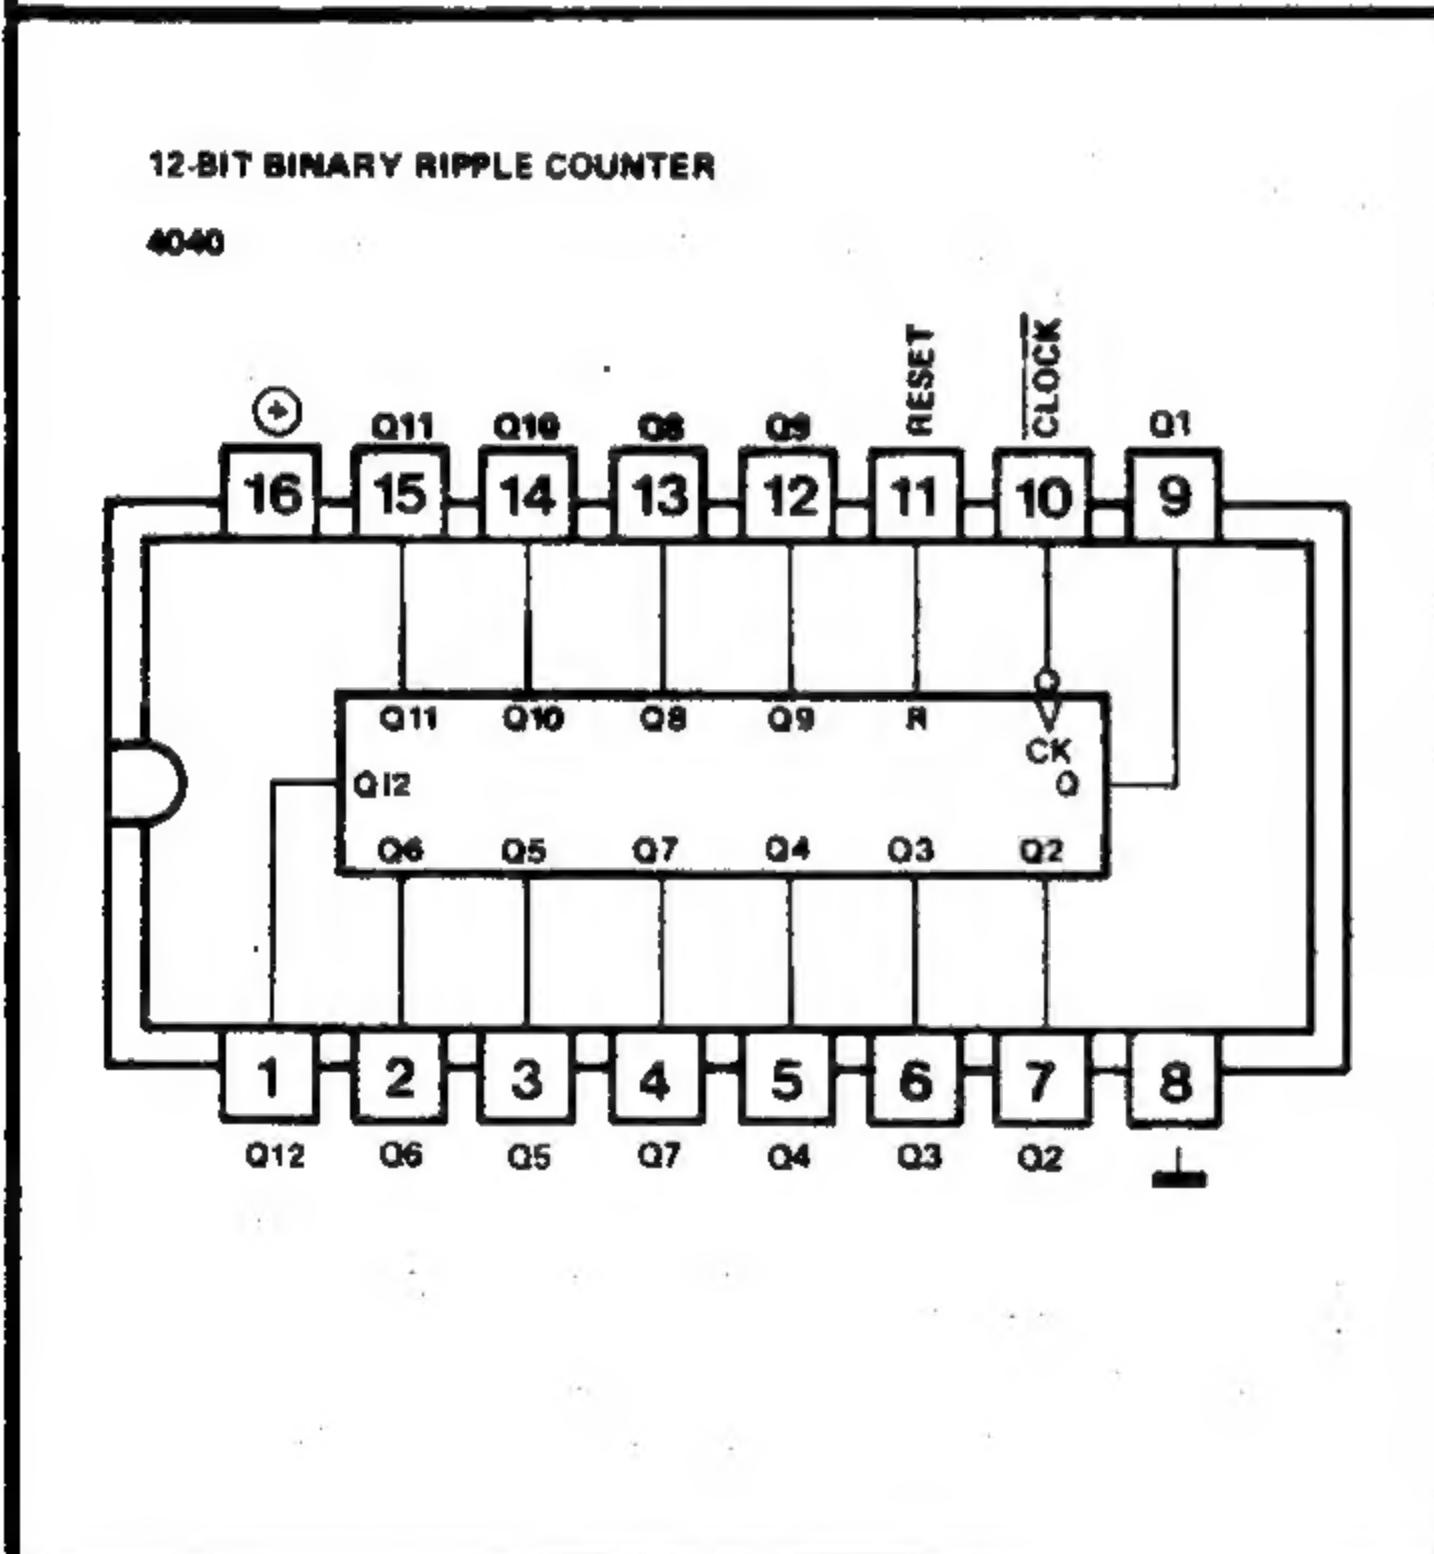 12-BIT BINARY RIPPLE COUNTER
4040
RESET
CLOCK
Q11 Q10 Q8 Q9 Q1
16 15 14 13 12 11 10 9
Q11 Q10 Q8 Q9 R
CK
Q12 Q
Q6 Q5 Q7 Q4 Q3 Q2
1 2 3 4 5 6 7 8
Q12 Q6 Q5 Q7 Q4 Q3 Q2